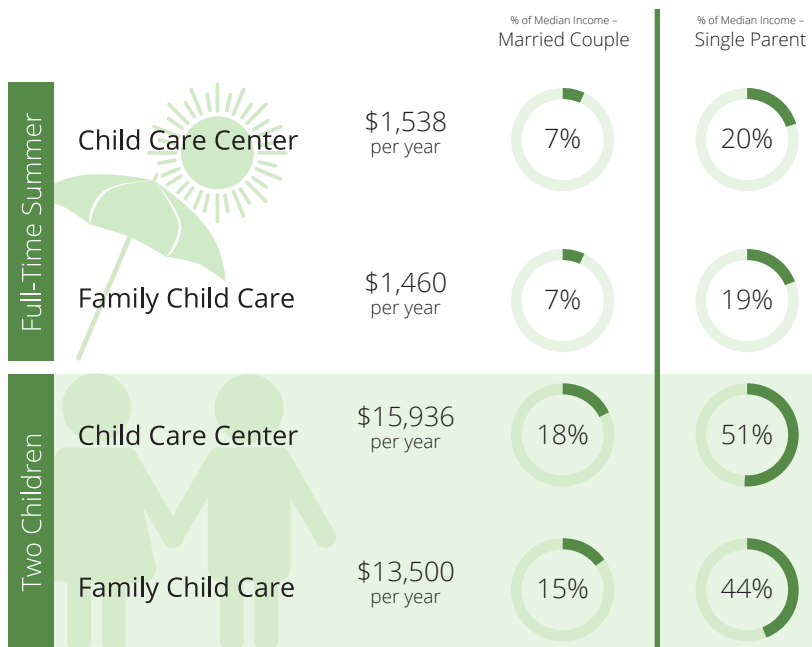 % of Median Income –
Married Couple
% of Median Income –
Single Parent
Full-Time Summer
Child Care Center
$1,538
per year
7%
20%
Family Child Care
$1,460
per year
7%
19%
Two Children
Child Care Center
$15,936
per year
18%
51%
Family Child Care
$13,500
per year
15%
44%